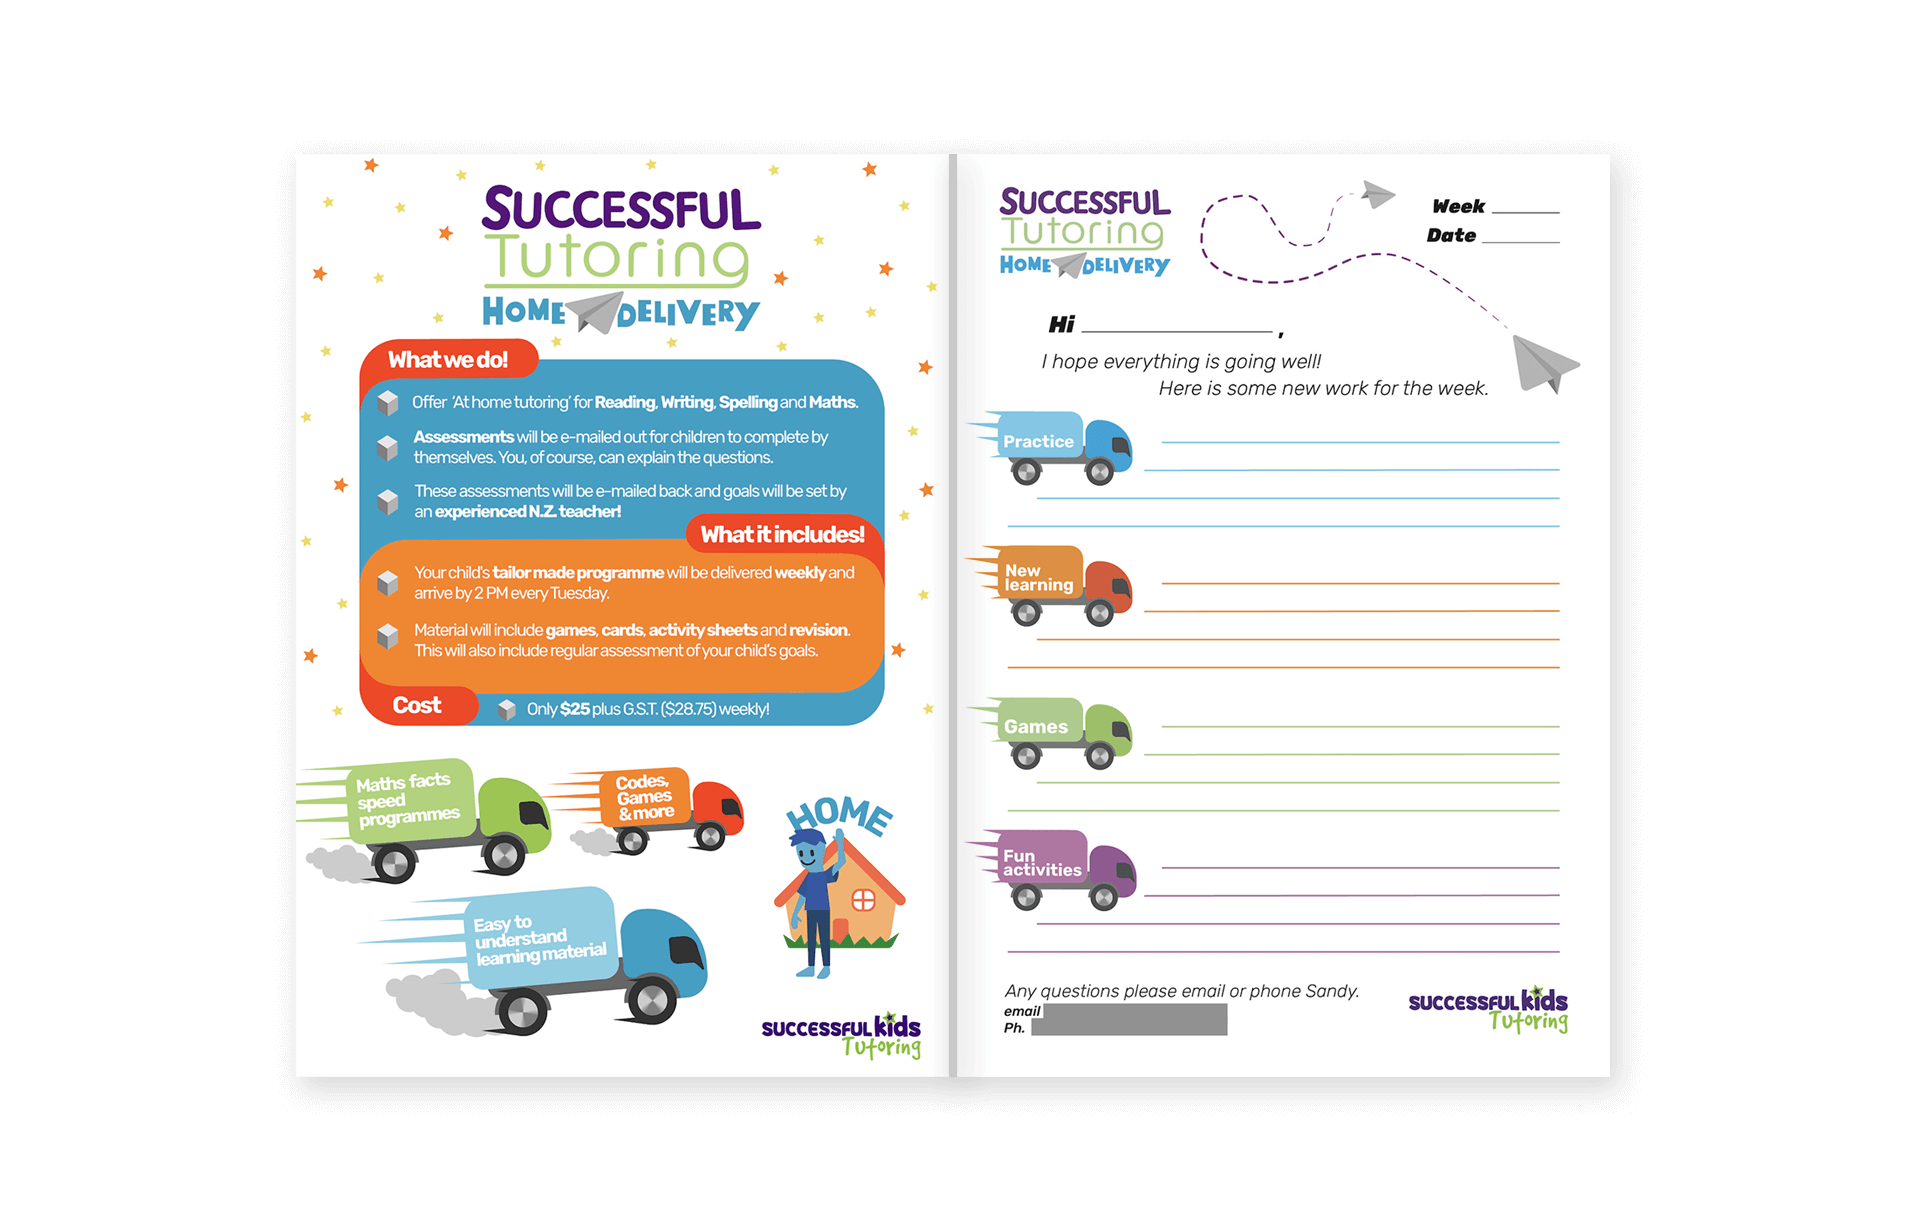 SUCCESSFUL
Tutoring
HOME DELIVERY
What we do!
Offer 'At home tutoring' for Reading, Writing, Spelling and Maths.
Assessments will be e-mailed out for children to complete by
themselves. You, of course, can explain the questions.
These assessments will be e-mailed back and goals will be set by
an experienced N.Z. teacher!
What it includes!
Your child's tailor made programme will be delivered weekly and
arrive by 2 PM every Tuesday.
Material will include games, cards, activity sheets and revision.
This will also include regular assessment of your child's goals.
Cost
Only $25 plus G.S.T. ($28.75) weekly!
Maths facts
speed
programmes
Codes,
Games
& more
HOME
Easy to
understand
learning material
SUCCESSFUL kids
Tutoring
SUCCESSFUL
Tutoring
HOME DELIVERY
Week
Date
Hi ,
I hope everything is going well!
Here is some new work for the week.
Practice
New
learning
Games
Fun
activities
Any questions please email or phone Sandy.
email
Ph.
SUCCESSFUL kids
Tutoring